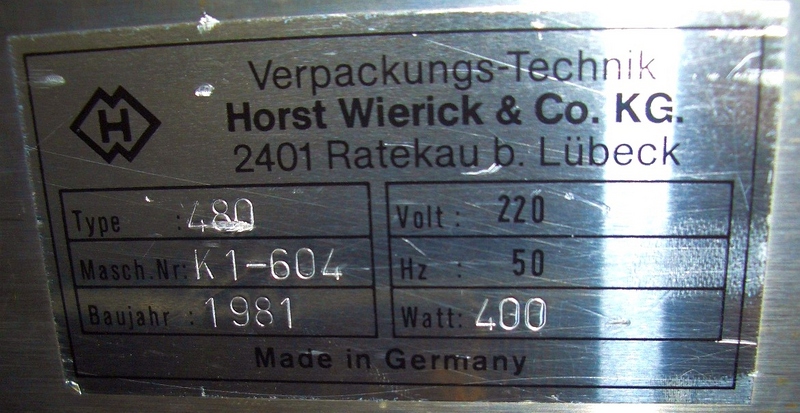 Verpackungs-Technik
H
Horst Wierick & Co. KG.
2401 Ratekau b. Lübeck
Type : 480
Volt : 220
Masch.Nr: K1-604
Hz : 50
Baujahr : 1981
Watt: 400
Made in Germany